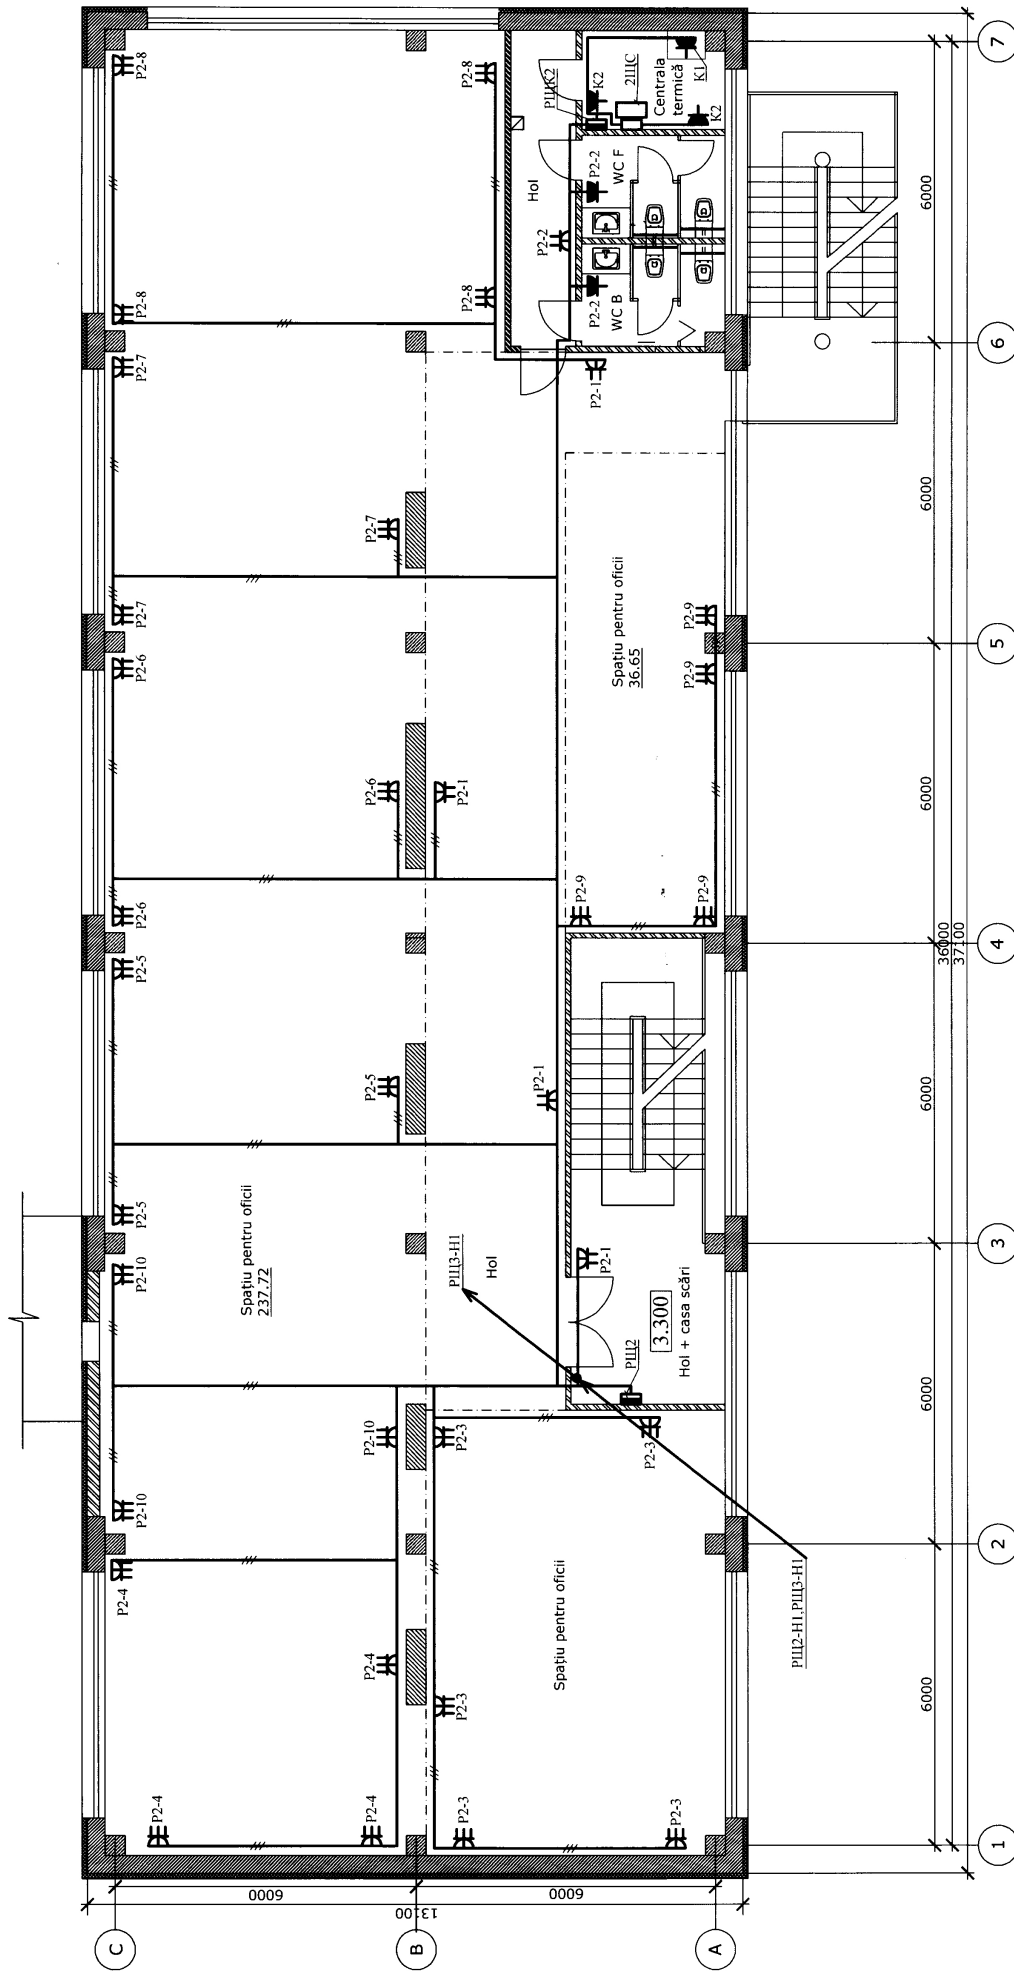 P2-8
P2-8
P2-8
P2-8
P2-7
P2-7
P2-7
P2-6
P2-6
P2-6
P2-5
P2-5
P2-5
P2-10
P2-10
P2-10
P2-4
P2-4
P2-4
P2-4
P2-3
P2-3
P2-3
P2-3
P2-1
P2-1
P2-1
P2-1
P2-9
P2-9
P2-9
P2-9
P2-2
P2-2
P2-2
РЩК2
К2
2ЩС
Centrala
termică
К1
К2
Hol
WC F
WC B
Spațiu pentru oficii
36.65
Spațiu pentru oficii
237.72
Hol
РЩ3-Н1
3.300
Hol + casa scări
РЩ2
Spațiu pentru oficii
РЩ2-Н1,РЩ3-Н1
6000
6000
6000
6000
6000
6000
36000
37100
6000
6000
13100
7
6
5
4
3
2
1
C
B
A